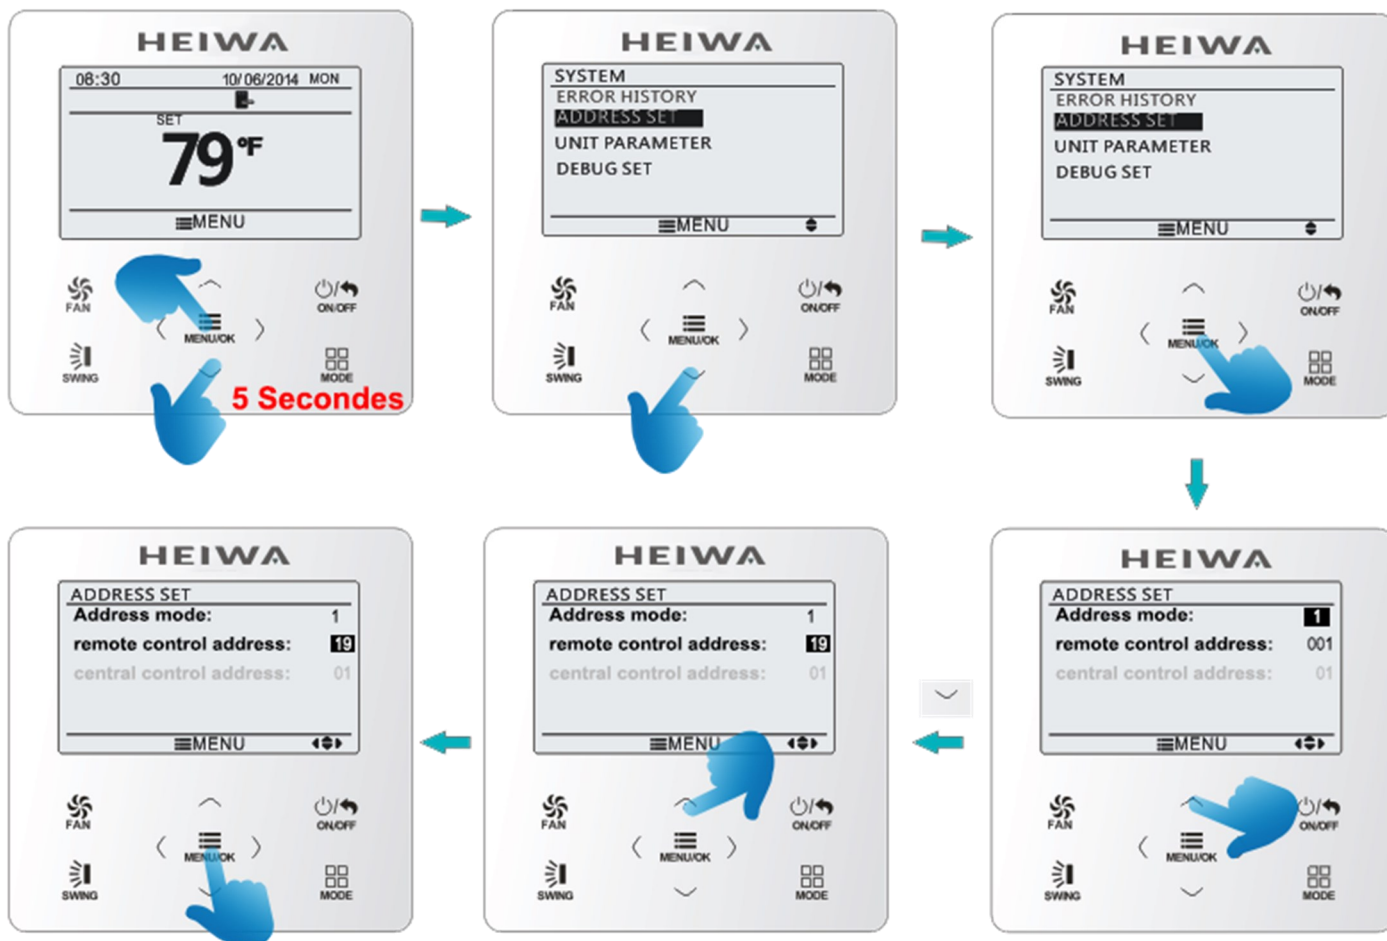 HEIWA
08:30 10/06/2014 MON
SET
79°F
MENU
FAN
ON/OFF
MENU/OK
SWING
MODE
5 Secondes
HEIWA
SYSTEM
ERROR HISTORY
ADDRESS SET
UNIT PARAMETER
DEBUG SET
MENU
FAN
ON/OFF
MENU/OK
SWING
MODE
HEIWA
SYSTEM
ERROR HISTORY
ADDRESS SET
UNIT PARAMETER
DEBUG SET
MENU
FAN
ON/OFF
MENU/OK
SWING
MODE
HEIWA
ADDRESS SET
Address mode: 1
remote control address: 19
central control address: 01
MENU
FAN
ON/OFF
MENU/OK
SWING
MODE
HEIWA
ADDRESS SET
Address mode: 1
remote control address: 19
central control address: 01
MENU
FAN
ON/OFF
MENU/OK
SWING
MODE
HEIWA
ADDRESS SET
Address mode: 1
remote control address: 001
central control address: 01
MENU
FAN
ON/OFF
MENU/OK
SWING
MODE